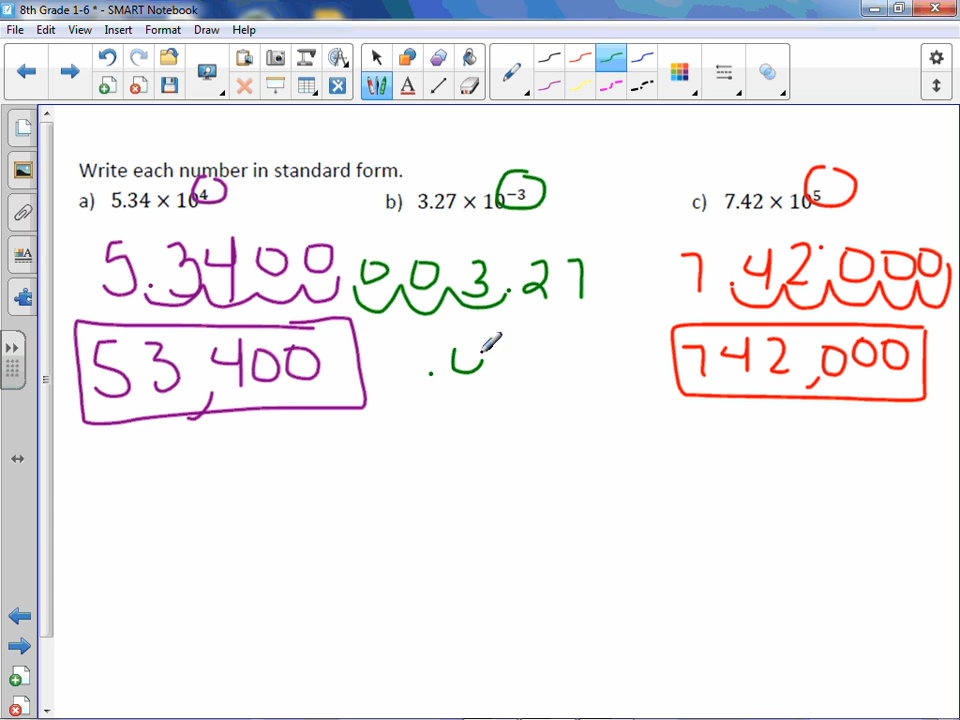 8th Grade 1-6 * - SMART Notebook
File Edit View Insert Format Draw Help
Write each number in standard form.
a) 5.34 × 10⁴ b) 3.27 × 10⁻³ c) 7.42 × 10⁵
5.3400 003.27 7.42000
53,400 . 742,000